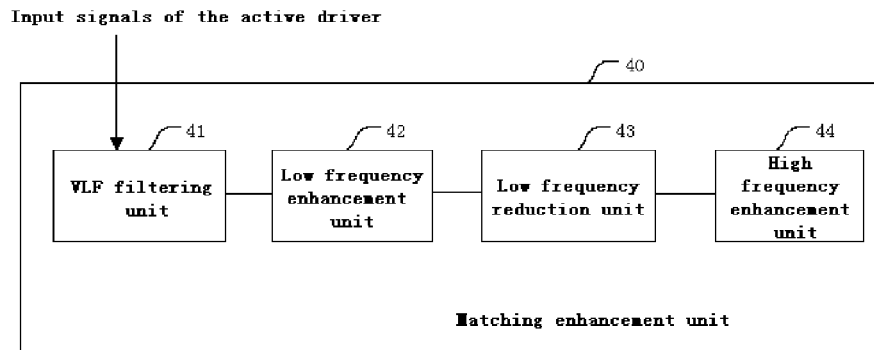 Input signals of the active driver
40
41
42
43
44
VLF filtering
unit
Low frequency
enhancement
unit
Low frequency
reduction unit
High
frequency
enhancement
unit
Matching enhancement unit